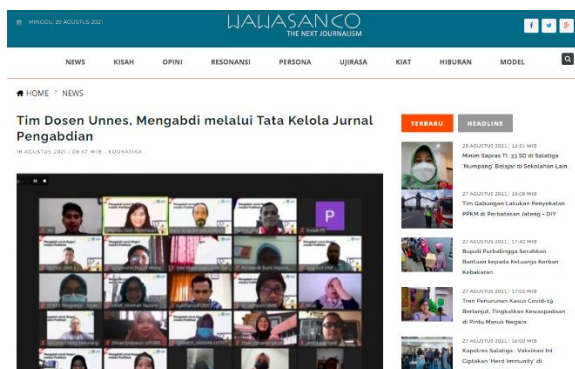 MINGGU, 29 AGUSTUS 2021
WAWASANCO
THE NEXT JOURNALISM
NEWS KISAH OPINI RESONANSI PERSONA UJIRASA KIAT HIBURAN MODEL
HOME > NEWS
Tim Dosen Unnes, Mengabdi melalui Tata Kelola Jurnal
Pengabdian
18 AGUSTUS 2021 | 08:47 WIB - EDUKATIKA
P
TERBARU HEADLINE
28 AGUSTUS 2021 | 12:51 WIB
Minim Sapras TI, 33 SD di Salatiga
'Numpang' Belajar di Sekolahan Lain
27 AGUSTUS 2021 | 18:08 WIB
Tim Gabungan Lakukan Penyekatan
PPKM di Perbatasan Jateng - DIY
27 AGUSTUS 2021 | 17:42 WIB
Bupati Purbalingga Serahkan
Bantuan kepada Keluarga Korban
Kebakaran
27 AGUSTUS 2021 | 17:02 WIB
Tren Penurunan Kasus Covid-19
Berlanjut, Tingkatkan Kewaspadaan
di Pintu Masuk Negara
27 AGUSTUS 2021 | 16:09 WIB
Kapolres Salatiga : Vaksinasi Ini
Ciptakan 'Herd Immunity' di